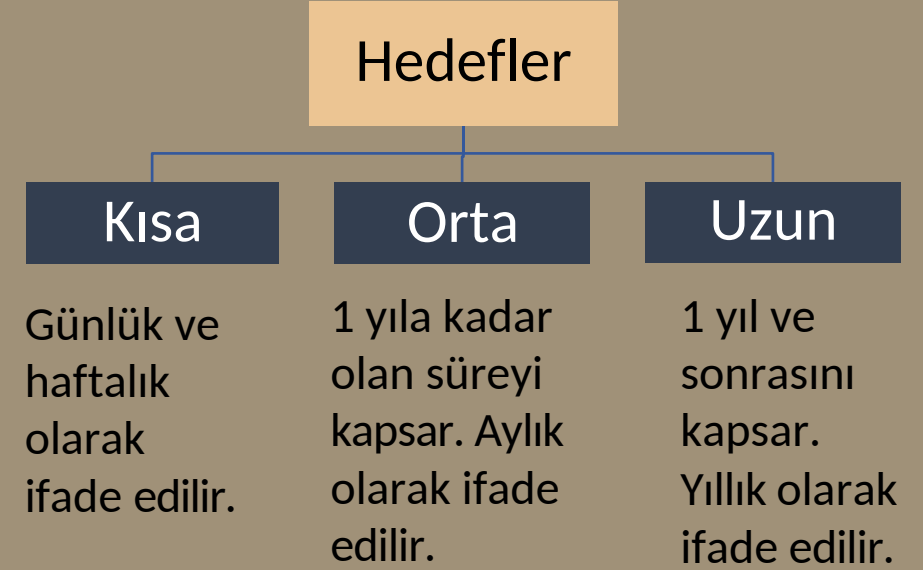 Hedefler
Kısa
Orta
Uzun
Günlük ve
haftalık
olarak
ifade edilir.
1 yıla kadar
olan süreyi
kapsar. Aylık
olarak ifade
edilir.
1 yıl ve
sonrasını
kapsar.
Yıllık olarak
ifade edilir.